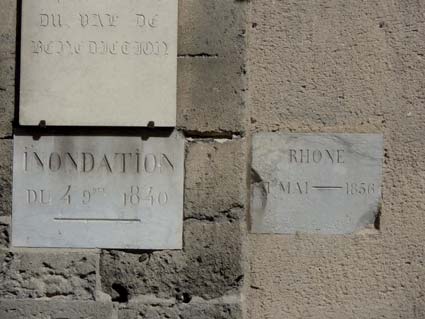 DU VAL DE
BENEDICTION
INONDATION
DU 4 9bre 1840
RHONE
MAI — 1856